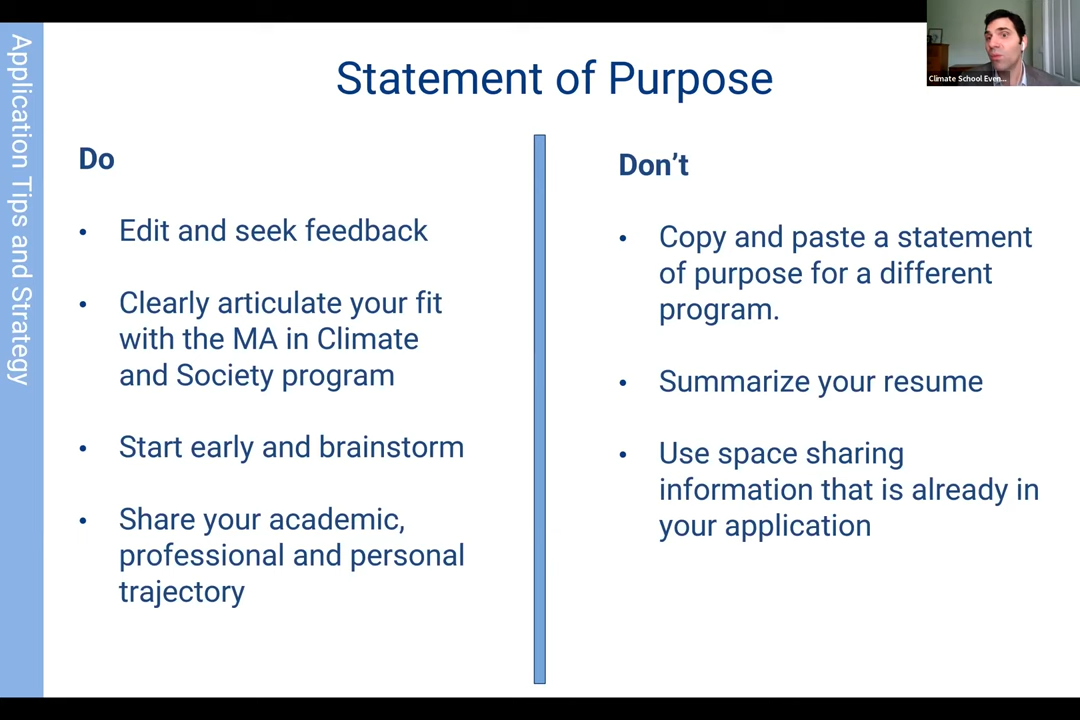 Application Tips and Strategy
Statement of Purpose
Climate School Even...
Do
• Edit and seek feedback
• Clearly articulate your fit
with the MA in Climate
and Society program
• Start early and brainstorm
• Share your academic,
professional and personal
trajectory
Don’t
• Copy and paste a statement
of purpose for a different
program.
• Summarize your resume
• Use space sharing
information that is already in
your application